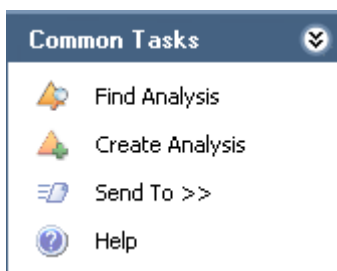 Common Tasks
Find Analysis
Create Analysis
Send To >>
Help